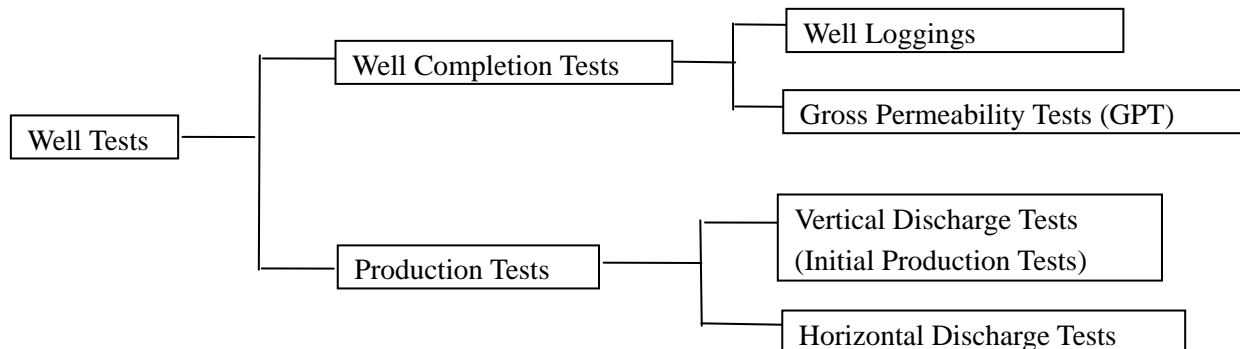 Well Loggings
Well Completion Tests
Gross Permeability Tests (GPT)
Well Tests
Vertical Discharge Tests
(Initial Production Tests)
Production Tests
Horizontal Discharge Tests